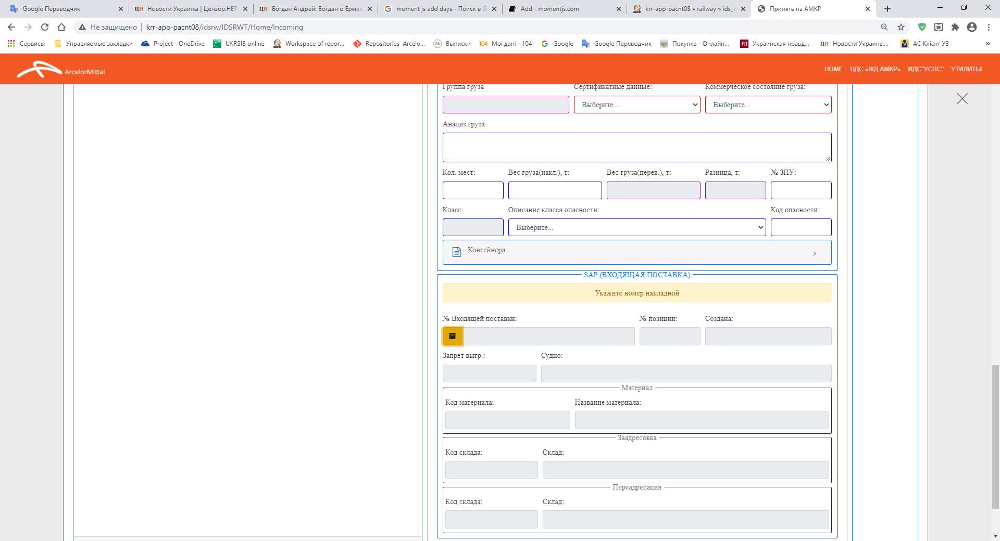 Google Переводчик
Новости Украины | Цензор.НЕТ
Богдан Андрей: Богдан о Ермак
moment js add days - Поиск в G
Add - momentjs.com
krr-app-pacnt08 » railway » ids_r
Принять на АМКР
Не защищено
krr-app-pacnt08/idsrw/IDSRWT/Home/Incoming
Сервисы
Управляемые закладки
Project - OneDrive
UKRSIB online
Workspace of repor...
Repositories Arcelo...
24 Выписки
104 Мої дані - 104
Google
Google Переводчик
Покупка - Онлайн...
УП Украинская правд...
ЦН Новости Украины...
АС Клієнт УЗ
ArcelorMittal
HOME
ВДС «ЖД АМКР»
ИДС"УСПС"
УТИЛИТЫ
Группа груза
Сертификатные данные:
Коммерческое состояние груза:
Выберите...
Выберите...
Анализ груза
Кол. мест:
Вес груза(накл.), т:
Вес груза(перев.), т:
Разница, т:
№ ЗПУ:
Класс:
Описание класса опасности:
Код опасности:
Выберите...
Контейнера
SAP (ВХОДЯЩАЯ ПОСТАВКА)
Укажите номер накладной
№ Входящей поставки:
№ позиции:
Создана:
Запрет выгр.:
Судно:
Материал
Код материала:
Название материала:
Заадресовка
Код склада:
Склад:
Переадресация
Код склада:
Склад: